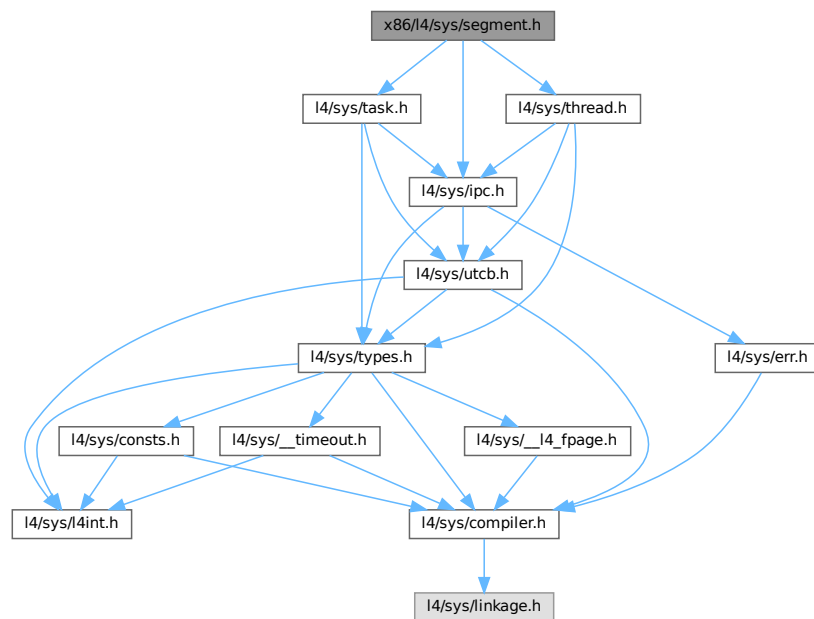 x86/l4/sys/segment.h
l4/sys/task.h
l4/sys/thread.h
l4/sys/ipc.h
l4/sys/utcb.h
l4/sys/types.h
l4/sys/err.h
l4/sys/consts.h
l4/sys/__timeout.h
l4/sys/__l4_fpage.h
l4/sys/l4int.h
l4/sys/compiler.h
l4/sys/linkage.h